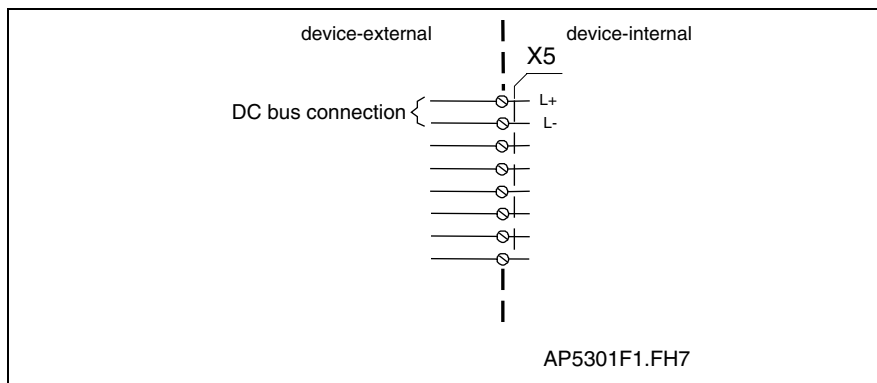 device-external
device-internal
X5
L+
DC bus connection
L-
AP5301F1.FH7